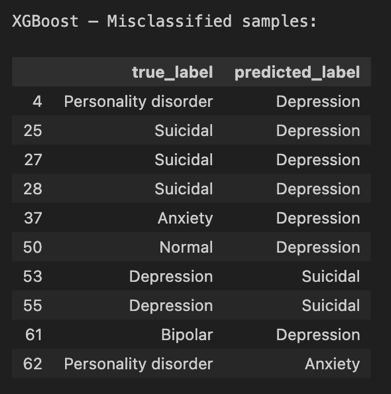 XGBoost – Misclassified samples:
true_label predicted_label
4 Personality disorder Depression
25 Suicidal Depression
27 Suicidal Depression
28 Suicidal Depression
37 Anxiety Depression
50 Normal Depression
53 Depression Suicidal
55 Depression Suicidal
61 Bipolar Depression
62 Personality disorder Anxiety